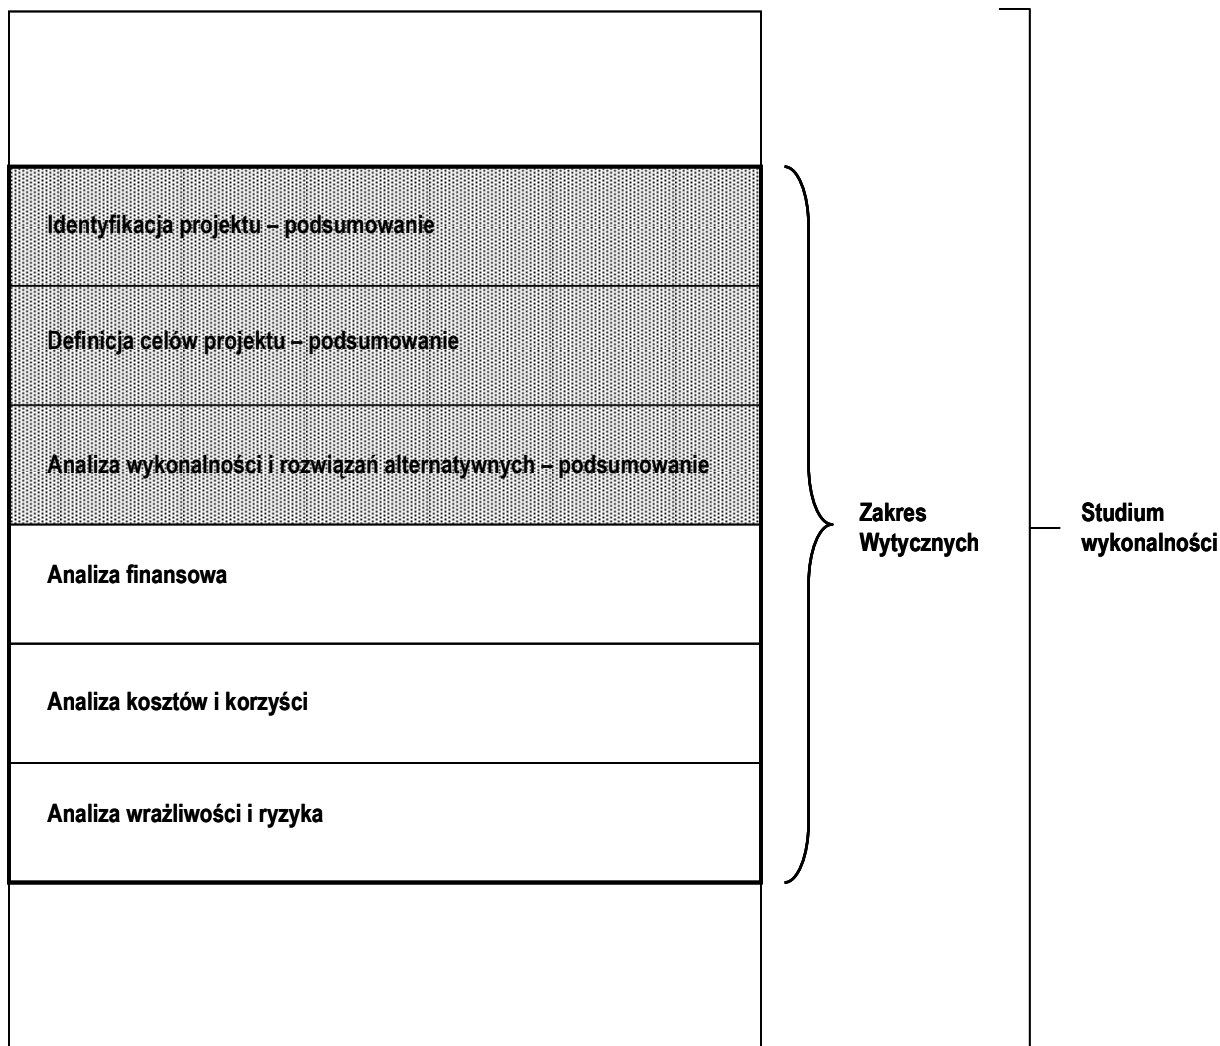 Identyfikacja projektu – podsumowanie
Definicja celów projektu – podsumowanie
Analiza wykonalności i rozwiązań alternatywnych – podsumowanie
Analiza finansowa
Analiza kosztów i korzyści
Analiza wrażliwości i ryzyka
Zakres
Wytycznych
Studium
wykonalności